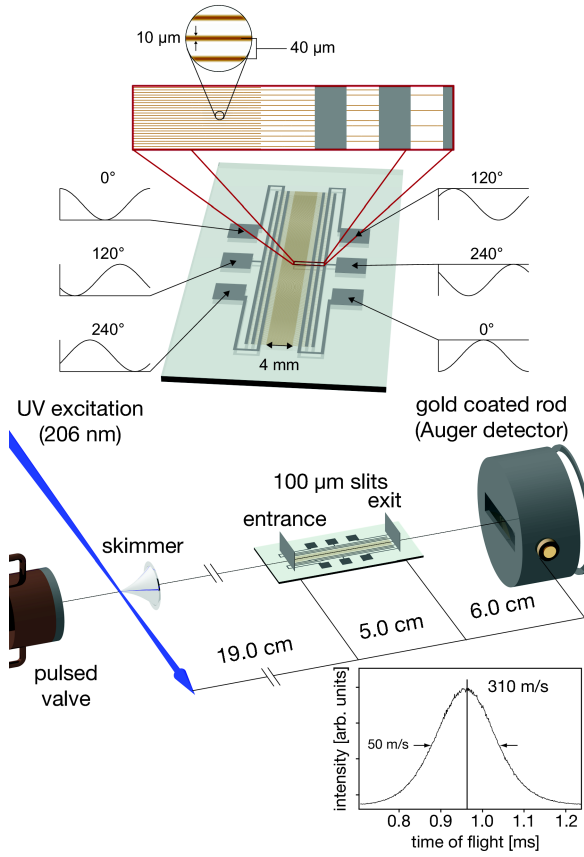 10 µm
40 µm
0°
120°
240°
120°
240°
0°
4 mm
UV excitation
(206 nm)
gold coated rod
(Auger detector)
100 µm slits
entrance
exit
skimmer
pulsed
valve
19.0 cm
5.0 cm
6.0 cm
intensity [arb. units]
310 m/s
50 m/s
0.8 0.9 1.0 1.1 1.2
time of flight [ms]